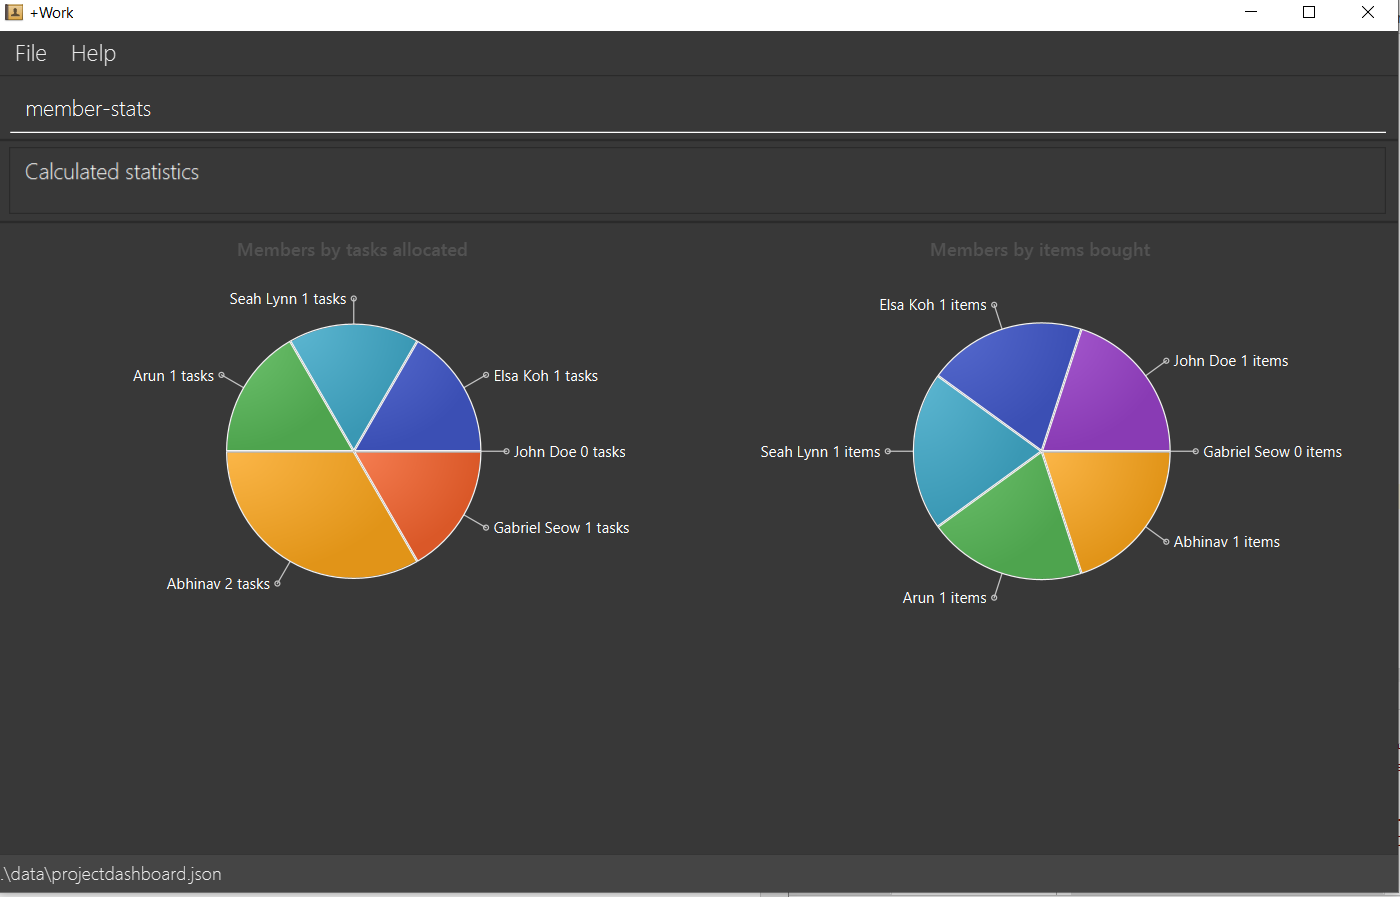 +Work
File Help
member-stats
Calculated statistics
Members by tasks allocated
Seah Lynn 1 tasks
Arun 1 tasks
Elsa Koh 1 tasks
John Doe 0 tasks
Gabriel Seow 1 tasks
Abhinav 2 tasks
Members by items bought
Elsa Koh 1 items
John Doe 1 items
Seah Lynn 1 items
Gabriel Seow 0 items
Abhinav 1 items
Arun 1 items
.\data\projectdashboard.json